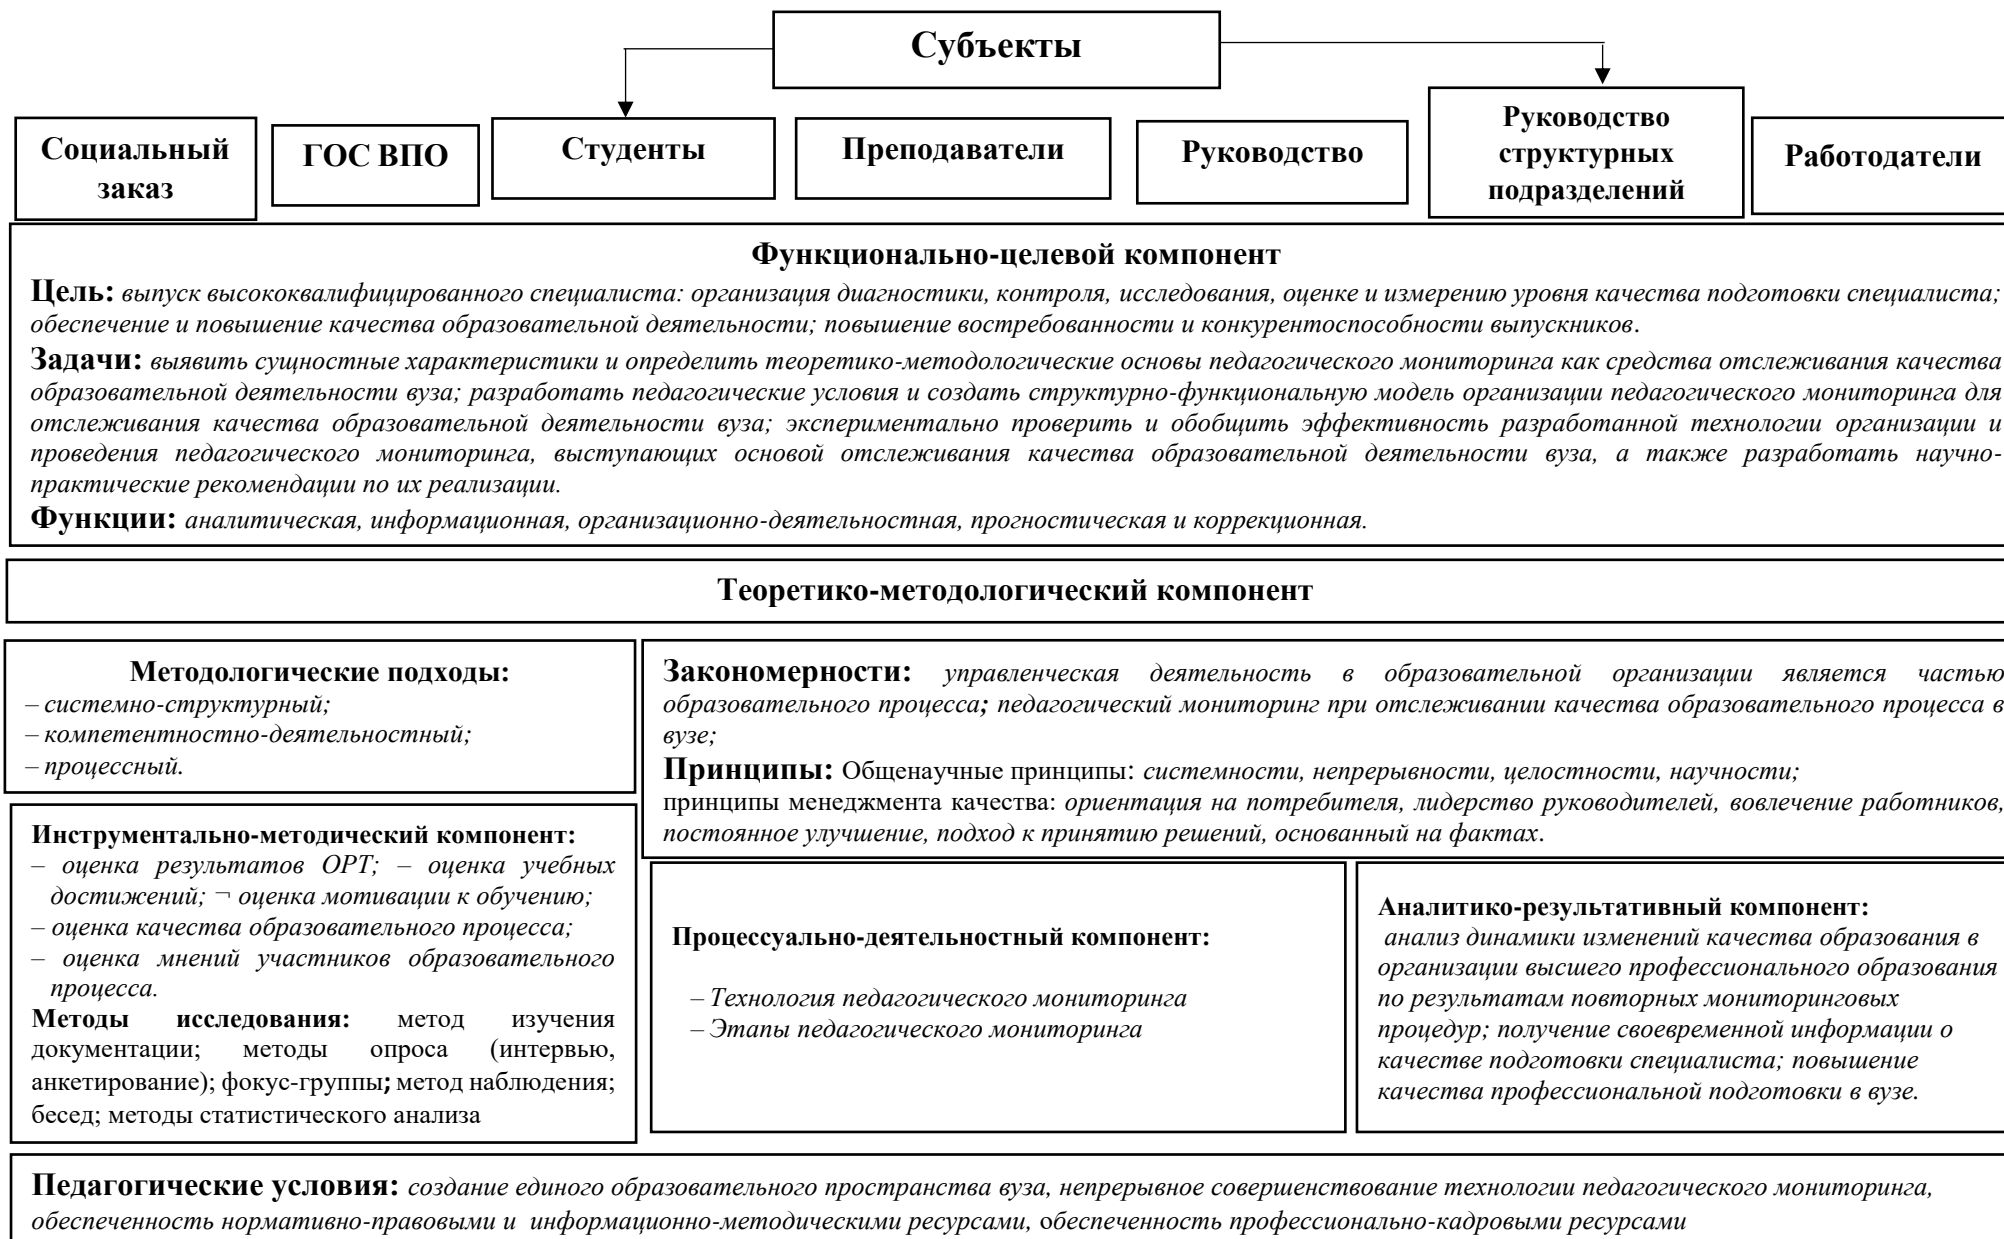 Субъекты
Социальный
заказ
ГОС ВПО
Студенты
Преподаватели
Руководство
Руководство
структурных
подразделений
Работодатели
Функционально-целевой компонент
Цель: выпуск высококвалифицированного специалиста: организация диагностики, контроля, исследования, оценке и измерению уровня качества подготовки специалиста;
обеспечение и повышение качества образовательной деятельности; повышение востребованности и конкурентоспособности выпускников.
Задачи: выявить сущностные характеристики и определить теоретико-методологические основы педагогического мониторинга как средства отслеживания качества
образовательной деятельности вуза; разработать педагогические условия и создать структурно-функциональную модель организации педагогического мониторинга для
отслеживания качества образовательной деятельности вуза; экспериментально проверить и обобщить эффективность разработанной технологии организации и
проведения педагогического мониторинга, выступающих основой отслеживания качества образовательной деятельности вуза, а также разработать научно-
практические рекомендации по их реализации.
Функции: аналитическая, информационная, организационно-деятельностная, прогностическая и коррекционная.
Теоретико-методологический компонент
Методологические подходы:
– системно-структурный;
– компетентностно-деятельностный;
– процессный.
Закономерности: управленческая деятельность в образовательной организации является частью
образовательного процесса; педагогический мониторинг при отслеживании качества образовательного процесса в
вузе;
Принципы: Общенаучные принципы: системности, непрерывности, целостности, научности;
принципы менеджмента качества: ориентация на потребителя, лидерство руководителей, вовлечение работников,
постоянное улучшение, подход к принятию решений, основанный на фактах.
Инструментально-методический компонент:
– оценка результатов ОРТ; – оценка учебных
достижений; ¬ оценка мотивации к обучению;
– оценка качества образовательного процесса;
– оценка мнений участников образовательного
процесса.
Методы исследования: метод изучения
документации; методы опроса (интервью,
анкетирование); фокус-группы; метод наблюдения;
бесед; методы статистического анализа
Процессуально-деятельностный компонент:
– Технология педагогического мониторинга
– Этапы педагогического мониторинга
Аналитико-результативный компонент:
анализ динамики изменений качества образования в
организации высшего профессионального образования
по результатам повторных мониторинговых
процедур; получение своевременной информации о
качестве подготовки специалиста; повышение
качества профессиональной подготовки в вузе.
Педагогические условия: создание единого образовательного пространства вуза, непрерывное совершенствование технологии педагогического мониторинга,
обеспеченность нормативно-правовыми и информационно-методическими ресурсами, обеспеченность профессионально-кадровыми ресурсами